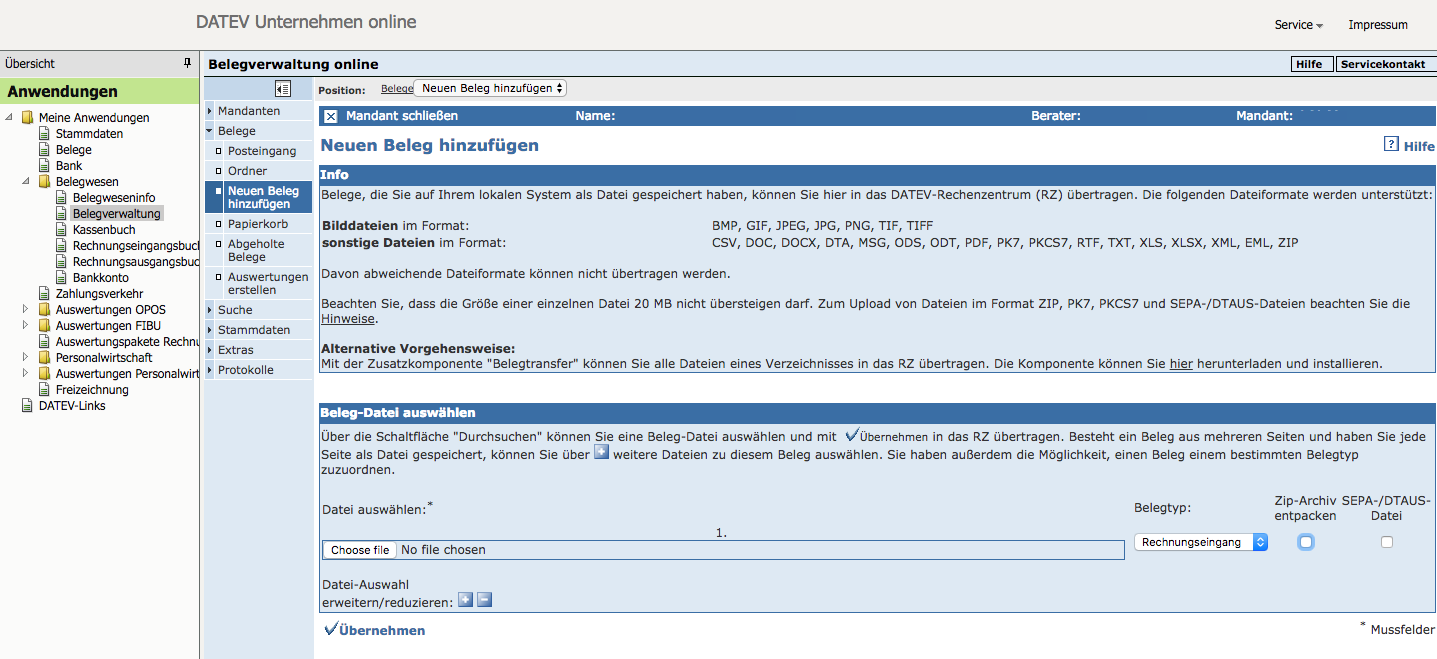 DATEV Unternehmen online
Service
Impressum
Übersicht
Anwendungen
Meine Anwendungen
Stammdaten
Belege
Bank
Belegwesen
Belegweseninfo
Belegverwaltung
Kassenbuch
Rechnungseingangsbuch
Rechnungsausgangsbuc
Bankkonto
Zahlungsverkehr
Auswertungen OPOS
Auswertungen FIBU
Auswertungspakete Rechnu
Personalwirtschaft
Auswertungen Personalwirt
Freizeichnung
DATEV-Links
Belegverwaltung online
Hilfe
Servicekontakt
Mandanten
Belege
Posteingang
Ordner
Neuen Beleg
hinzufügen
Papierkorb
Abgeholte
Belege
Auswertungen
erstellen
Suche
Stammdaten
Extras
Protokolle
Position: Belege Neuen Beleg hinzufügen
Mandant schließen Name: Berater: Mandant:
Neuen Beleg hinzufügen
? Hilfe
Info
Belege, die Sie auf Ihrem lokalen System als Datei gespeichert haben, können Sie hier in das DATEV-Rechenzentrum (RZ) übertragen. Die folgenden Dateiformate werden unterstützt:
Bilddateien im Format: BMP, GIF, JPEG, JPG, PNG, TIF, TIFF
sonstige Dateien im Format: CSV, DOC, DOCX, DTA, MSG, ODS, ODT, PDF, PK7, PKCS7, RTF, TXT, XLS, XLSX, XML, EML, ZIP
Davon abweichende Dateiformate können nicht übertragen werden.
Beachten Sie, dass die Größe einer einzelnen Datei 20 MB nicht übersteigen darf. Zum Upload von Dateien im Format ZIP, PK7, PKCS7 und SEPA-/DTAUS-Dateien beachten Sie die
Hinweise.
Alternative Vorgehensweise:
Mit der Zusatzkomponente "Belegtransfer" können Sie alle Dateien eines Verzeichnisses in das RZ übertragen. Die Komponente können Sie hier herunterladen und installieren.
Beleg-Datei auswählen
Über die Schaltfläche "Durchsuchen" können Sie eine Beleg-Datei auswählen und mit Übernehmen in das RZ übertragen. Besteht ein Beleg aus mehreren Seiten und haben Sie jede
Seite als Datei gespeichert, können Sie über + weitere Dateien zu diesem Beleg auswählen. Sie haben außerdem die Möglichkeit, einen Beleg einem bestimmten Belegtyp
zuzuordnen.
Datei auswählen:*
Belegtyp:
Zip-Archiv
entpacken
SEPA-/DTAUS-
Datei
1.
Choose file No file chosen
Rechnungseingang
Datei-Auswahl
erweitern/reduzieren: + -
Übernehmen
* Mussfelder